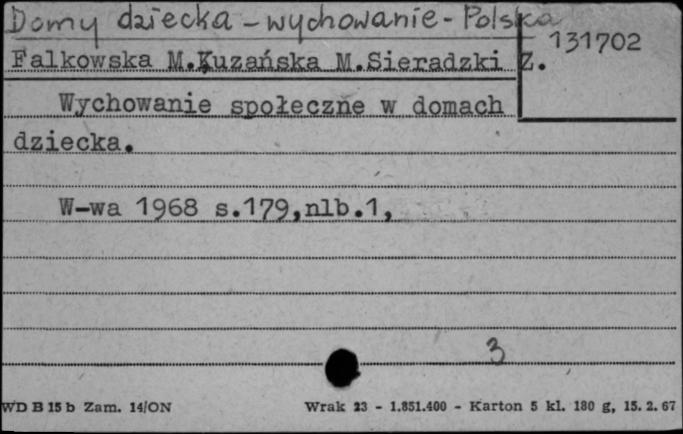 Domy dziecka - wychowanie - Polska
131702
Falkowska M.Kuzańska M.Sieradzki Z.
Wychowanie społeczne w domach
dziecka.
W-wa 1968 s.179,nlb.1,
3
WD B 15 b Zam. 14/ON
Wrak 23 - 1.851.400 - Karton 5 kl. 180 g, 15. 2. 67